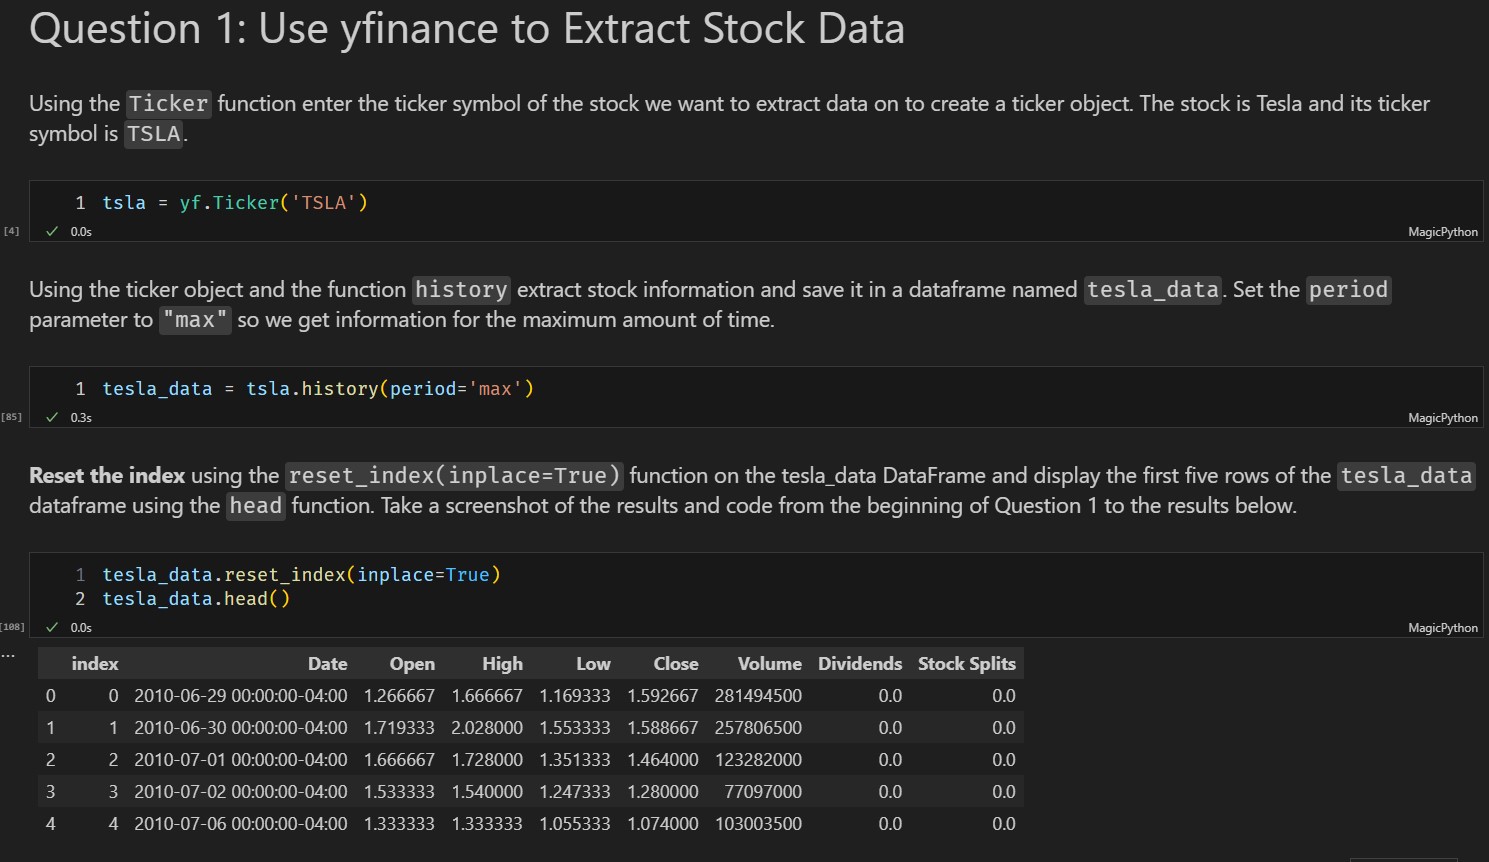 Question 1: Use yfinance to Extract Stock Data
Using the Ticker function enter the ticker symbol of the stock we want to extract data on to create a ticker object. The stock is Tesla and its ticker
symbol is TSLA.
1 tsla = yf.Ticker('TSLA')
[4] ✓ 0.0s MagicPython
Using the ticker object and the function history extract stock information and save it in a dataframe named tesla_data. Set the period
parameter to "max" so we get information for the maximum amount of time.
1 tesla_data = tsla.history(period='max')
[85] ✓ 0.3s MagicPython
Reset the index using the reset_index(inplace=True) function on the tesla_data DataFrame and display the first five rows of the tesla_data
dataframe using the head function. Take a screenshot of the results and code from the beginning of Question 1 to the results below.
1 tesla_data.reset_index(inplace=True)
2 tesla_data.head()
[108] ✓ 0.0s MagicPython
... index Date Open High Low Close Volume Dividends Stock Splits
0 0 2010-06-29 00:00:00-04:00 1.266667 1.666667 1.169333 1.592667 281494500 0.0 0.0
1 1 2010-06-30 00:00:00-04:00 1.719333 2.028000 1.553333 1.588667 257806500 0.0 0.0
2 2 2010-07-01 00:00:00-04:00 1.666667 1.728000 1.351333 1.464000 123282000 0.0 0.0
3 3 2010-07-02 00:00:00-04:00 1.533333 1.540000 1.247333 1.280000 77097000 0.0 0.0
4 4 2010-07-06 00:00:00-04:00 1.333333 1.333333 1.055333 1.074000 103003500 0.0 0.0